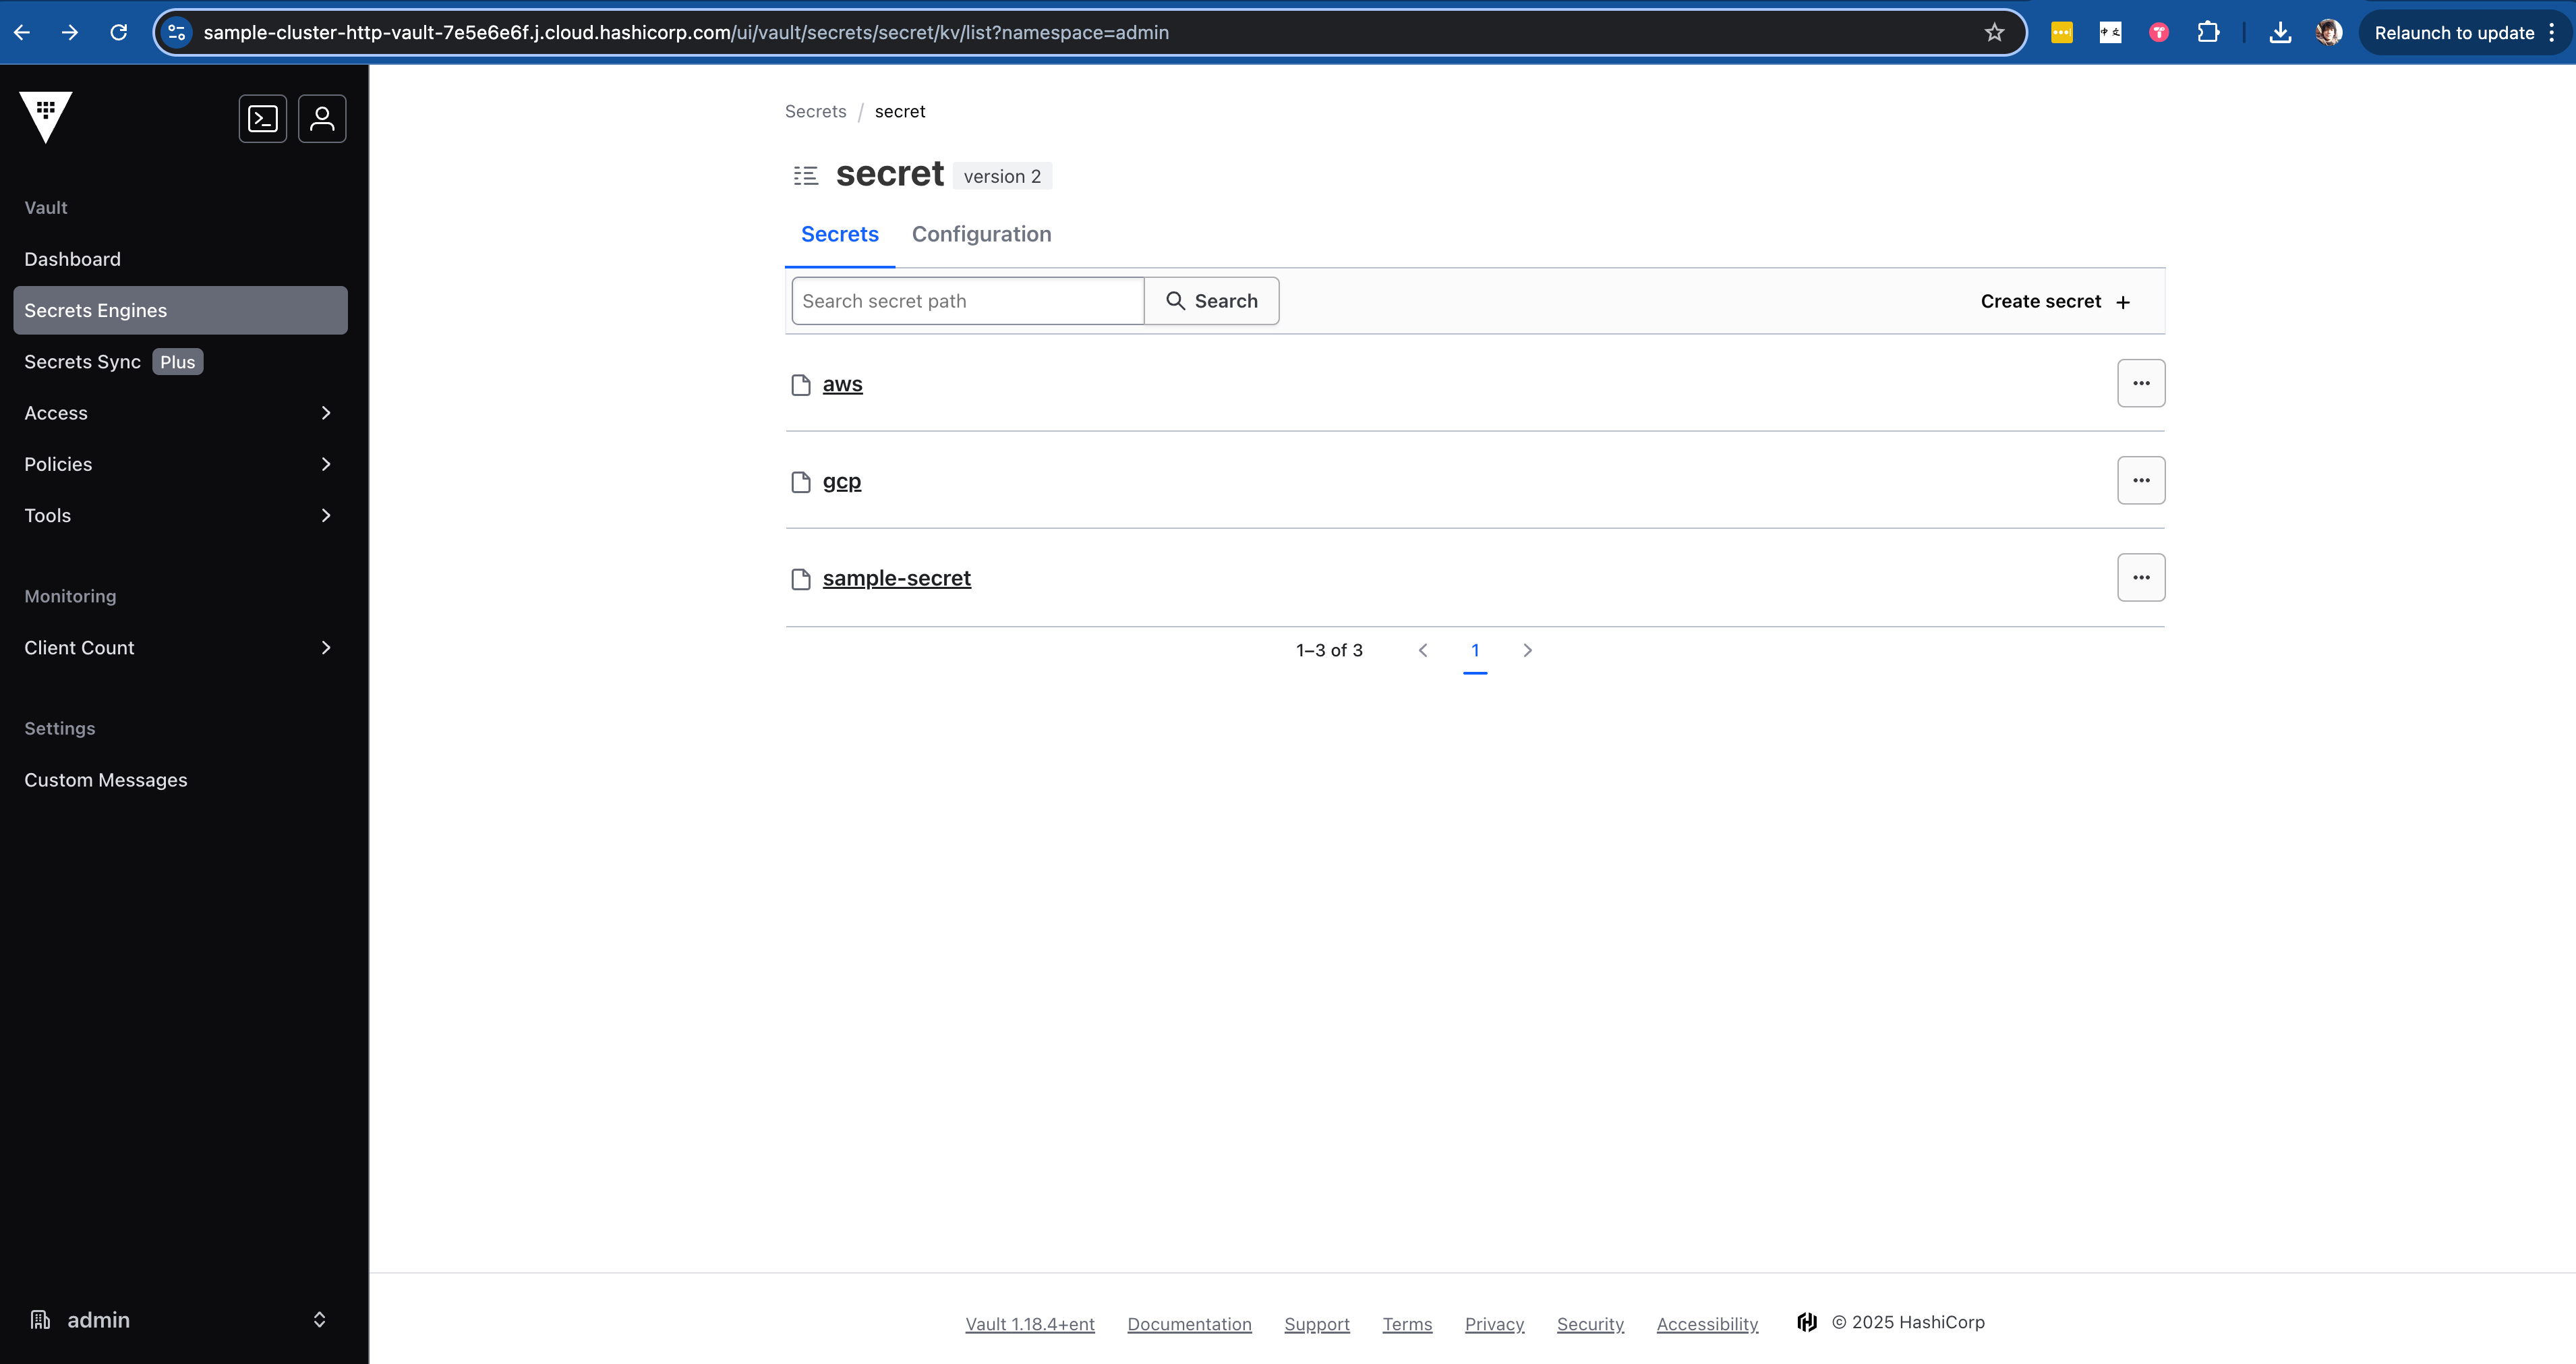 sample-cluster-http-vault-7e5e6e6f.j.cloud.hashicorp.com/ui/vault/secrets/secret/kv/list?namespace=admin
Relaunch to update
Vault
Dashboard
Secrets Engines
Secrets Sync Plus
Access
Policies
Tools
Monitoring
Client Count
Settings
Custom Messages
admin
Secrets / secret
secret version 2
Secrets Configuration
Search secret path Search Create secret +
aws
gcp
sample-secret
1–3 of 3 1
Vault 1.18.4+ent Documentation Support Terms Privacy Security Accessibility © 2025 HashiCorp